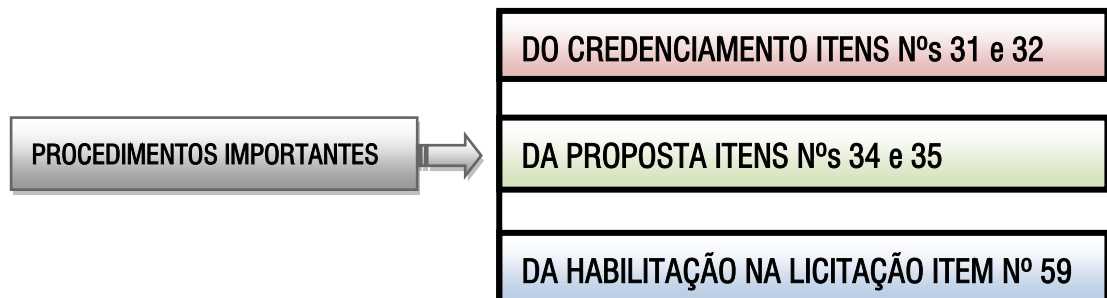 PROCEDIMENTOS IMPORTANTES
DO CREDENCIAMENTO ITENS Nºs 31 e 32
DA PROPOSTA ITENS Nºs 34 e 35
DA HABILITAÇÃO NA LICITAÇÃO ITEM Nº 59